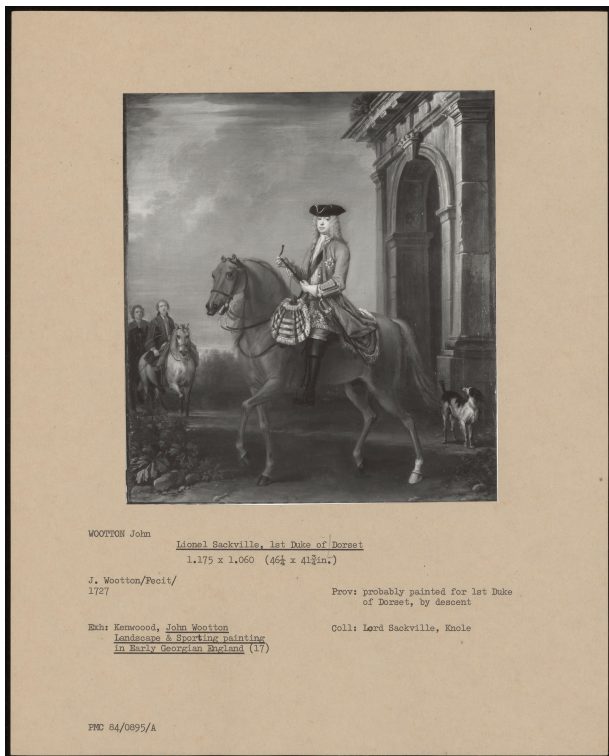 WOOTTON John
Lionel Sackville, 1st Duke of Dorset
1.175 x 1.060 (46¼ x 41¾in.)
J. Wootton/Fecit/
1727
Prov: probably painted for 1st Duke
of Dorset, by descent
Exh: Kenwoood, John Wootton
Landscape & Sporting painting
in Early Georgian England (17)
Coll: Lord Sackville, Knole
PMC 84/0895/A